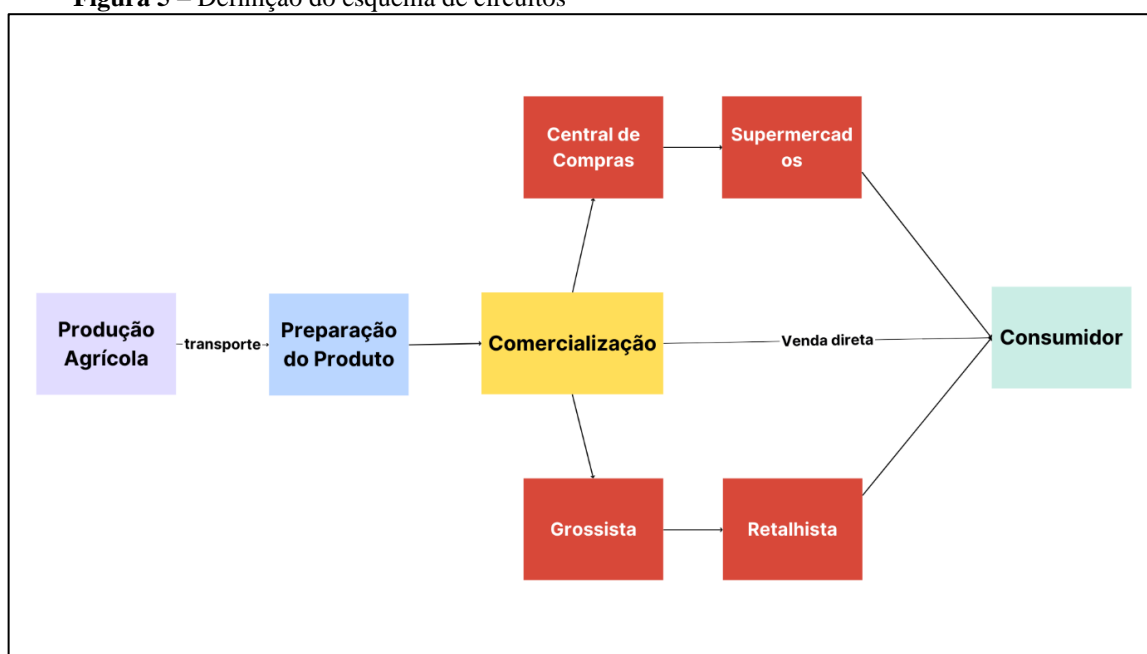 Figura 5 – Definição do esquema de circuitos
Central de
Compras
Supermercad
os
Produção
Agrícola
transporte
Preparação
do Produto
Comercialização
Venda direta
Consumidor
Grossista
Retalhista